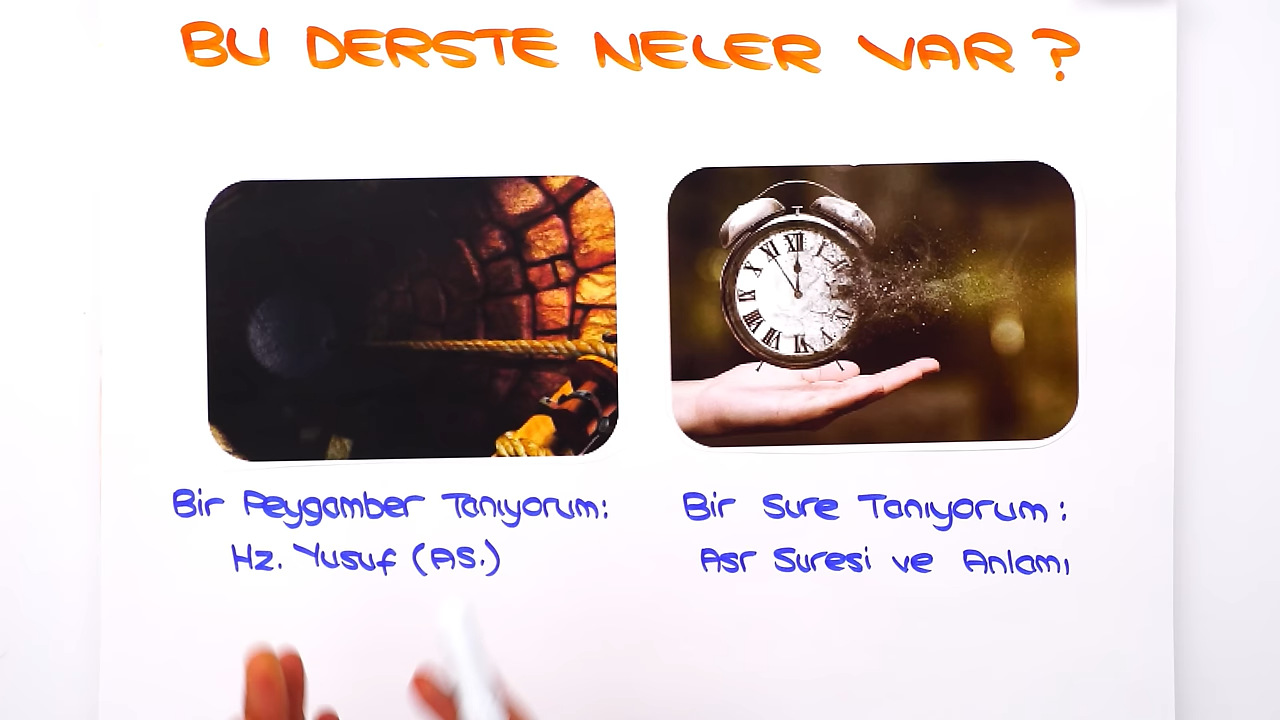 BU DERSTE NELER VAR?
Bir Peygamber Tanıyorum:
Hz. Yusuf (AS.)
Bir Sure Tanıyorum:
Asr Suresi ve Anlamı